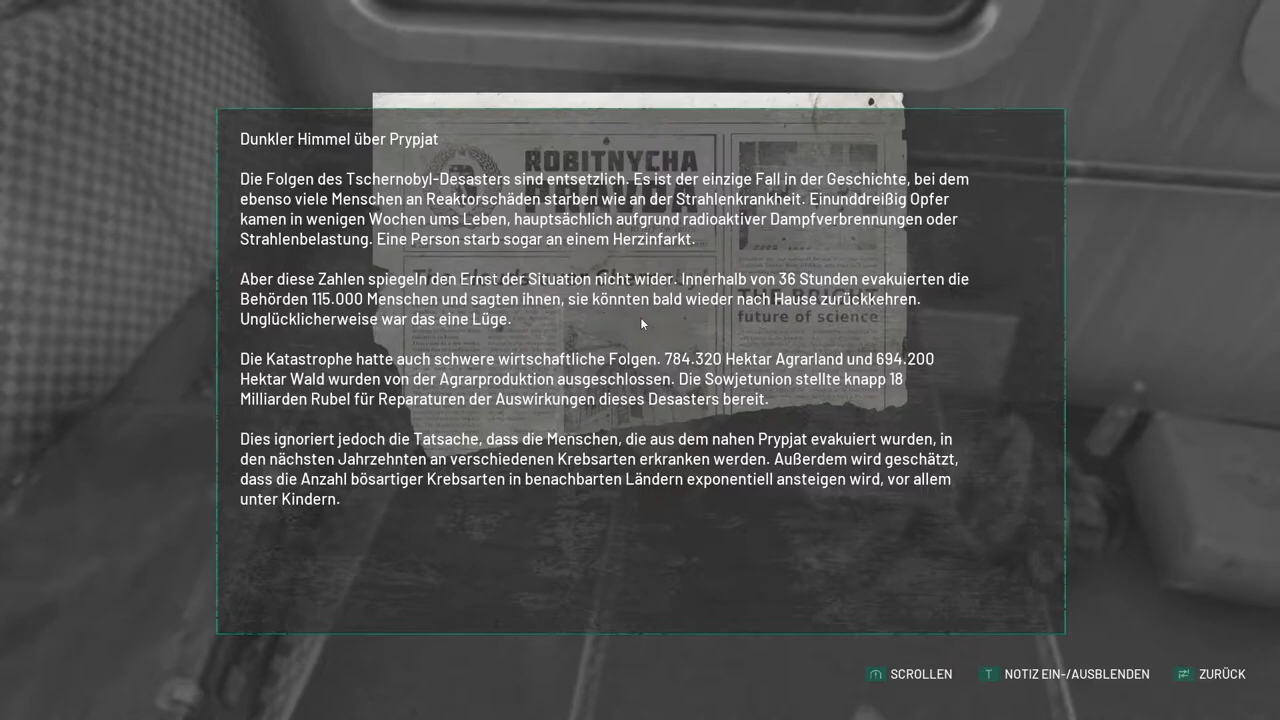 Dunkler Himmel über Prypjat
Die Folgen des Tschernobyl-Desasters sind entsetzlich. Es ist der einzige Fall in der Geschichte, bei dem
ebenso viele Menschen an Reaktorschäden starben wie an der Strahlenkrankheit. Einunddreißig Opfer
kamen in wenigen Wochen ums Leben, hauptsächlich aufgrund radioaktiver Dampfverbrennungen oder
Strahlenbelastung. Eine Person starb sogar an einem Herzinfarkt.
Aber diese Zahlen spiegeln den Ernst der Situation nicht wider. Innerhalb von 36 Stunden evakuierten die
Behörden 115.000 Menschen und sagten ihnen, sie könnten bald wieder nach Hause zurückkehren.
Unglücklicherweise war das eine Lüge.
Die Katastrophe hatte auch schwere wirtschaftliche Folgen. 784.320 Hektar Agrarland und 694.200
Hektar Wald wurden von der Agrarproduktion ausgeschlossen. Die Sowjetunion stellte knapp 18
Milliarden Rubel für Reparaturen der Auswirkungen dieses Desasters bereit.
Dies ignoriert jedoch die Tatsache, dass die Menschen, die aus dem nahen Prypjat evakuiert wurden, in
den nächsten Jahrzehnten an verschiedenen Krebsarten erkranken werden. Außerdem wird geschätzt,
dass die Anzahl bösartiger Krebsarten in benachbarten Ländern exponentiell ansteigen wird, vor allem
unter Kindern.
ROBITNYCHA
PRAVDA
THE BRIGHT
future of science
SCROLLEN
T NOTIZ EIN-/AUSBLENDEN
ZURÜCK